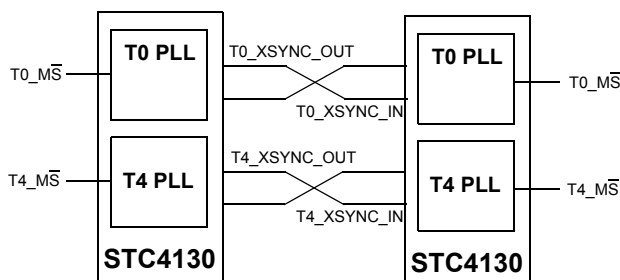 T0_XSYNC_OUT
T0 PLL
T0 PLL
T0_MS̅
T0_MS̅
T0_XSYNC_IN
T4_XSYNC_OUT
T4 PLL
T4 PLL
T4_MS̅
T4_MS̅
T4_XSYNC_IN
STC4130
STC4130